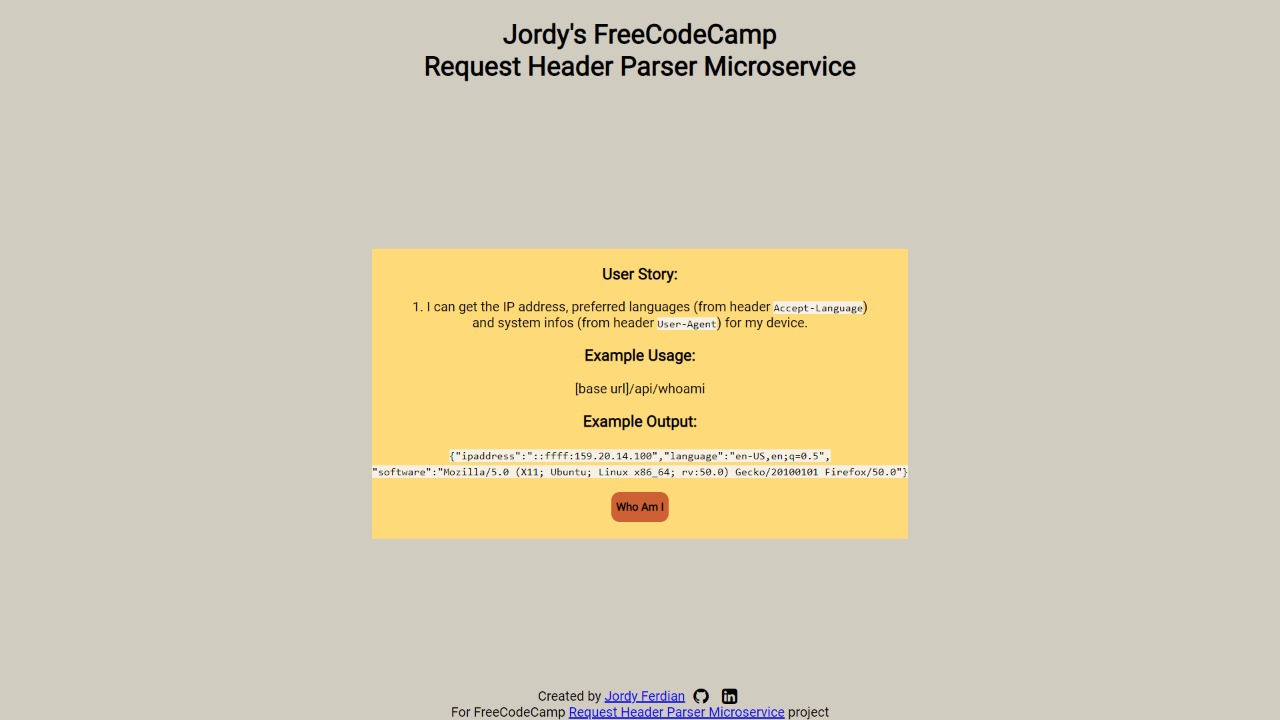 Jordy's FreeCodeCamp
Request Header Parser Microservice
User Story:
1. I can get the IP address, preferred languages (from header Accept-Language)
and system infos (from header User-Agent) for my device.
Example Usage:
[base url]/api/whoami
Example Output:
{"ipaddress":"::ffff:159.20.14.100","language":"en-US,en;q=0.5",
"software":"Mozilla/5.0 (X11; Ubuntu; Linux x86_64; rv:50.0) Gecko/20100101 Firefox/50.0"}
Who Am I
Created by Jordy Ferdian
For FreeCodeCamp Request Header Parser Microservice project